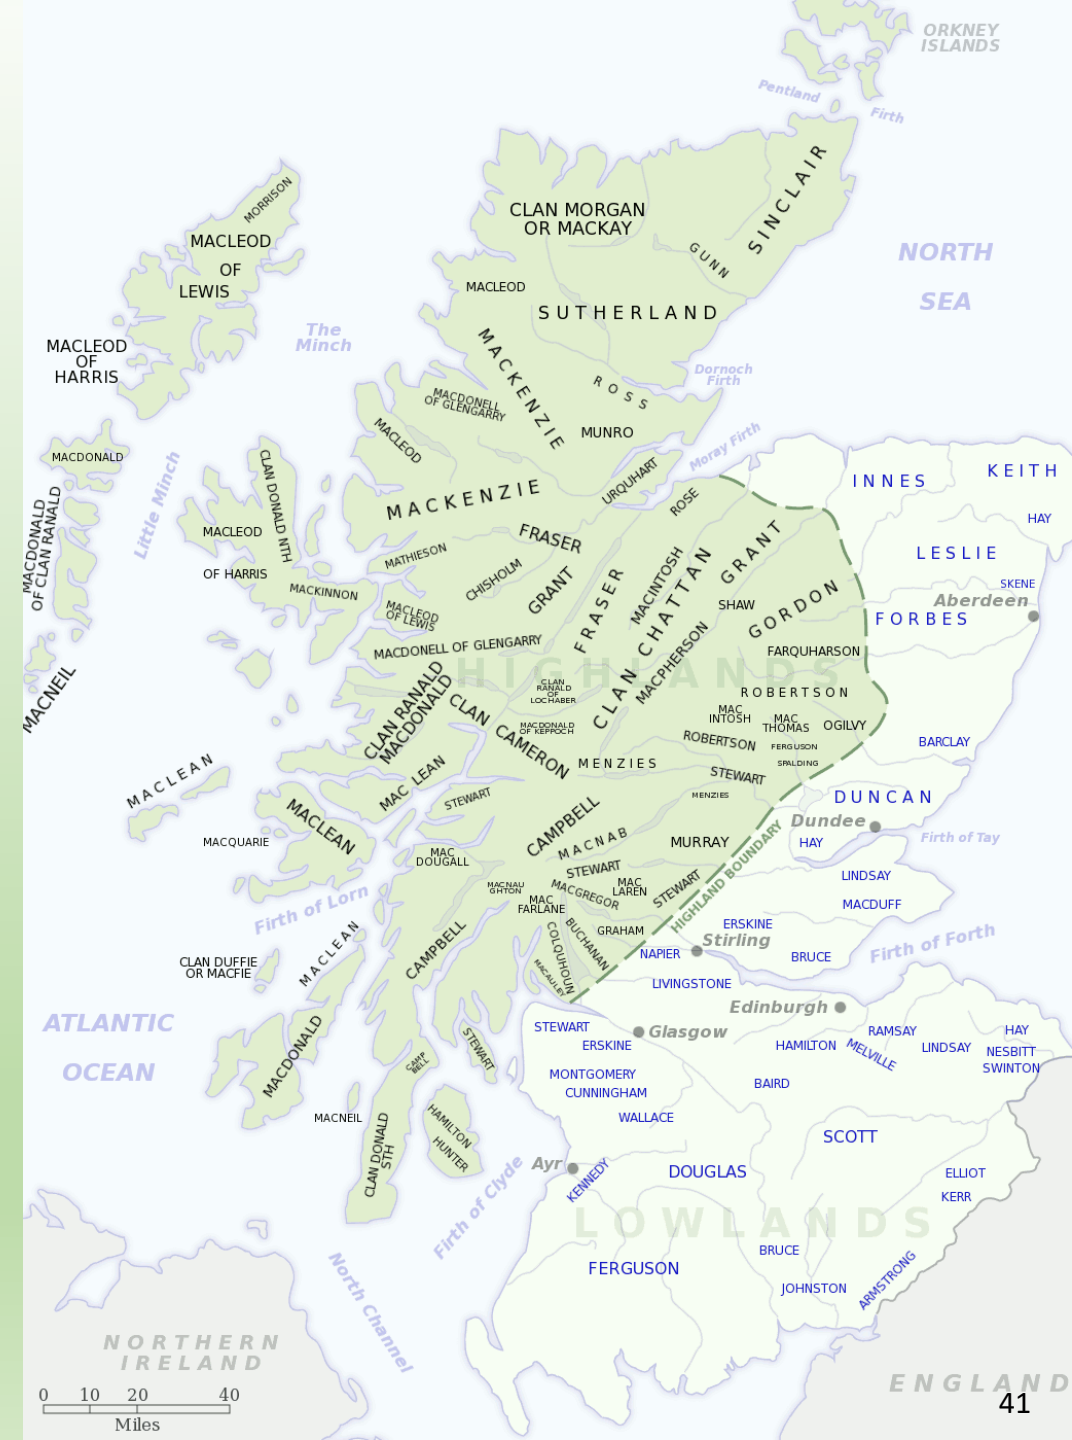 ORKNEY
ISLANDS
Pentland
Firth
SINCLAIR
CLAN MORGAN
OR MACKAY
GUNN
MORRISON
MACLEOD
OF
LEWIS
NORTH
SEA
MACLEOD
SUTHERLAND
The
Minch
MACLEOD
OF
HARRIS
MACKENZIE
ROSS
Dornoch
Firth
MACDONELL
OF GLENGARRY
MACLEOD
MUNRO
Moray Firth
MACDONALD
Little Minch
CLAN DONALD NTH
URQUHART
ROSE
INNES
KEITH
MACKENZIE
HAY
MACDONALD
OF CLAN RANALD
MACLEOD
OF HARRIS
FRASER
MATHIESON
CHISHOLM
GRANT
FRASER
MACINTOSH
CLAN CHATTAN
GRANT
LESLIE
SKENE
Aberdeen
MACKINNON
MACLEOD
OF LEWIS
SHAW
GORDON
FORBES
MACDONELL OF GLENGARRY
MACPHERSON
FARQUHARSON
HIGHLANDS
MACNEIL
CLAN RANALD
MACDONALD
CLAN
RANALD
OF
LOCHABER
ROBERTSON
CLAN CAMERON
MACDONALD
OF KEPPOCH
MAC
INTOSH
MAC
THOMAS
OGILVY
ROBERTSON
FERGUSON
SPALDING
BARCLAY
MACLEAN
MAC LEAN
MENZIES
STEWART
MENZIES
STEWART
DUNCAN
MACLEAN
CAMPBELL
Dundee
HAY
Firth of Tay
MACQUARIE
MAC
DOUGALL
MACNAB
MURRAY
HIGHLAND BOUNDARY
STEWART
LINDSAY
MACNAU
GHTON
MACGREGOR
MAC
LAREN
STEWART
MACDUFF
Firth of Lorn
MAC
FARLANE
ERSKINE
BUCHANAN
GRAHAM
Stirling
CAMPBELL
COLQUHOUN
MACAULEY
NAPIER
BRUCE
Firth of Forth
MACLEAN
CLAN DUFFIE
OR MACFIE
LIVINGSTONE
Edinburgh
ATLANTIC
OCEAN
STEWART
Glasgow
RAMSAY
HAY
ERSKINE
HAMILTON
MELVILLE
LINDSAY
NESBITT
SWINTON
MACDONALD
STEWART
CAMP
BELL
MONTGOMERY
CUNNINGHAM
BAIRD
MACNEIL
HAMILTON
HUNTER
WALLACE
SCOTT
CLAN DONALD
STH
Ayr
KENNEDY
DOUGLAS
ELLIOT
KERR
Firth of Clyde
LOWLANDS
BRUCE
FERGUSON
JOHNSTON
ARMSTRONG
North Channel
NORTHERN
IRELAND
ENGLAND
0 10 20 40
Miles
41